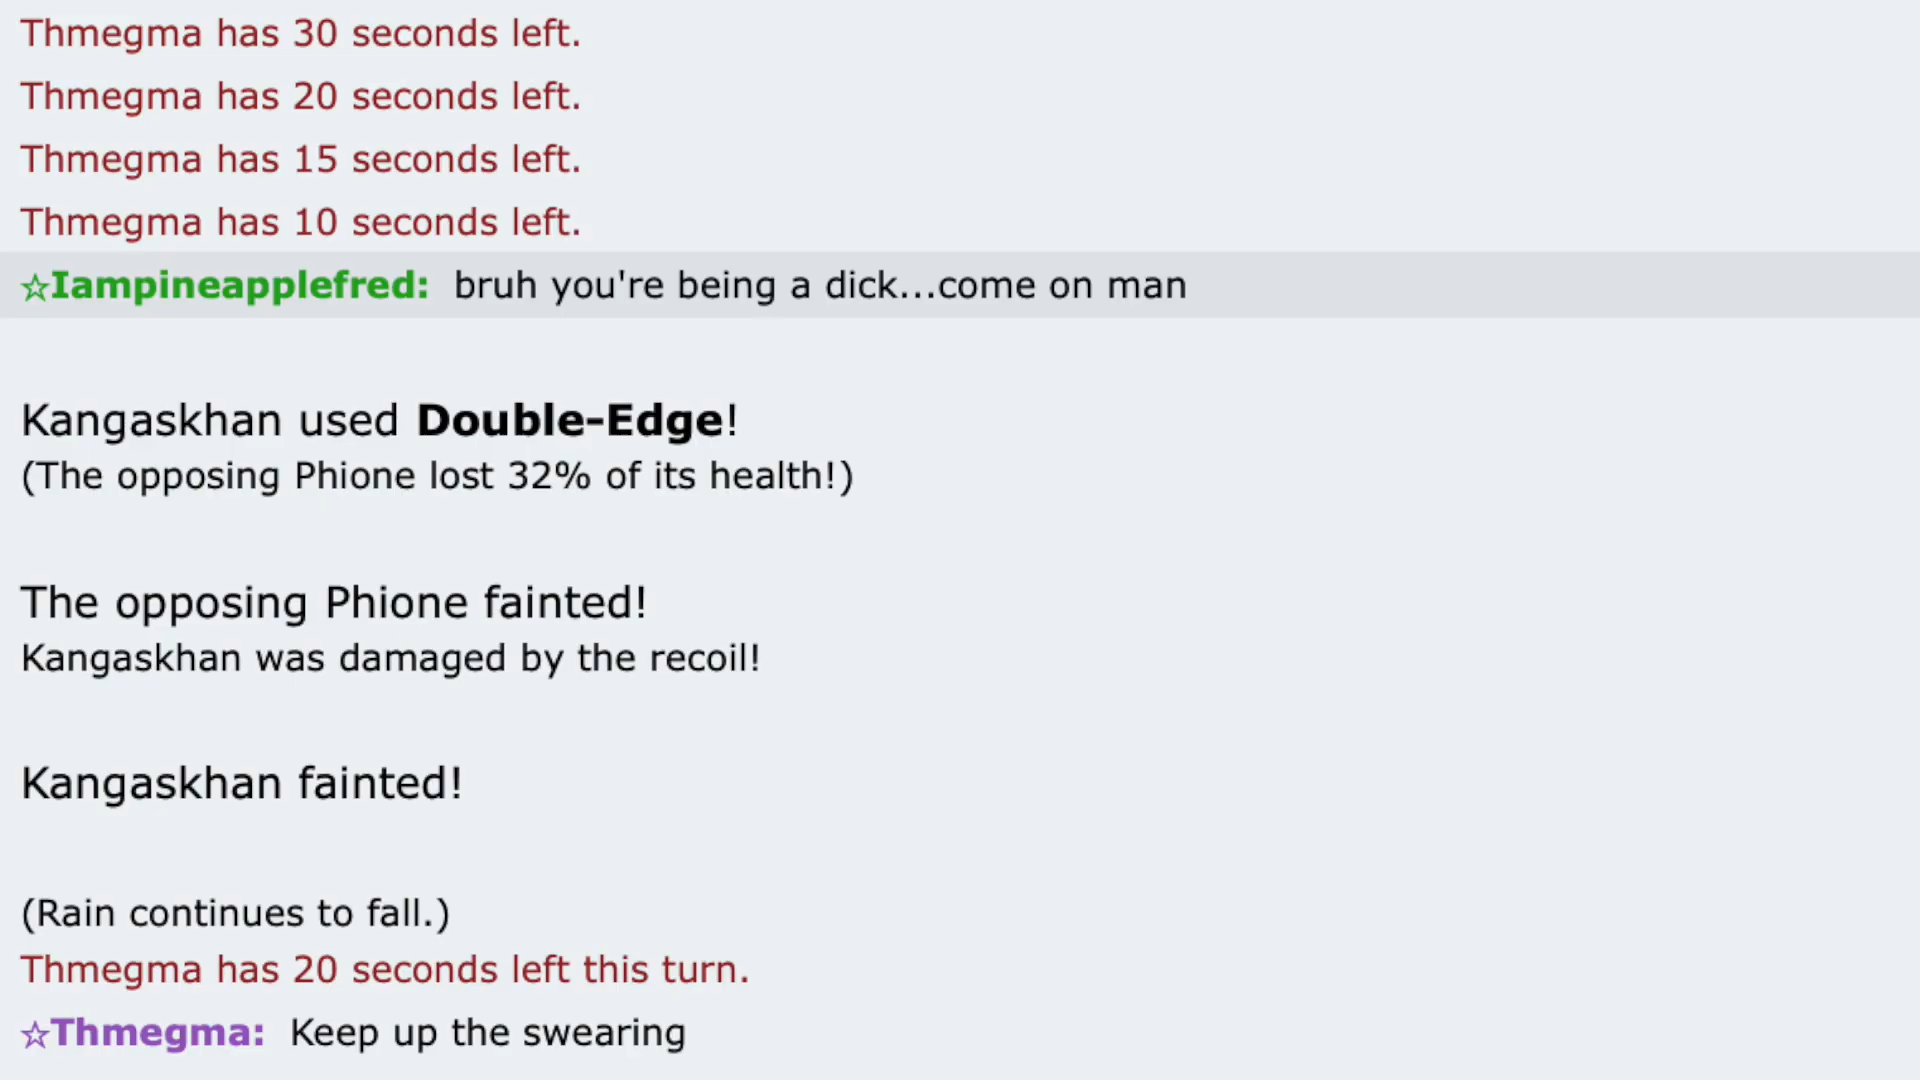 Thmegma has 30 seconds left.
Thmegma has 20 seconds left.
Thmegma has 15 seconds left.
Thmegma has 10 seconds left.
☆Iampineapplefred: bruh you're being a dick...come on man
Kangaskhan used Double-Edge!
(The opposing Phione lost 32% of its health!)
The opposing Phione fainted!
Kangaskhan was damaged by the recoil!
Kangaskhan fainted!
(Rain continues to fall.)
Thmegma has 20 seconds left this turn.
☆Thmegma: Keep up the swearing